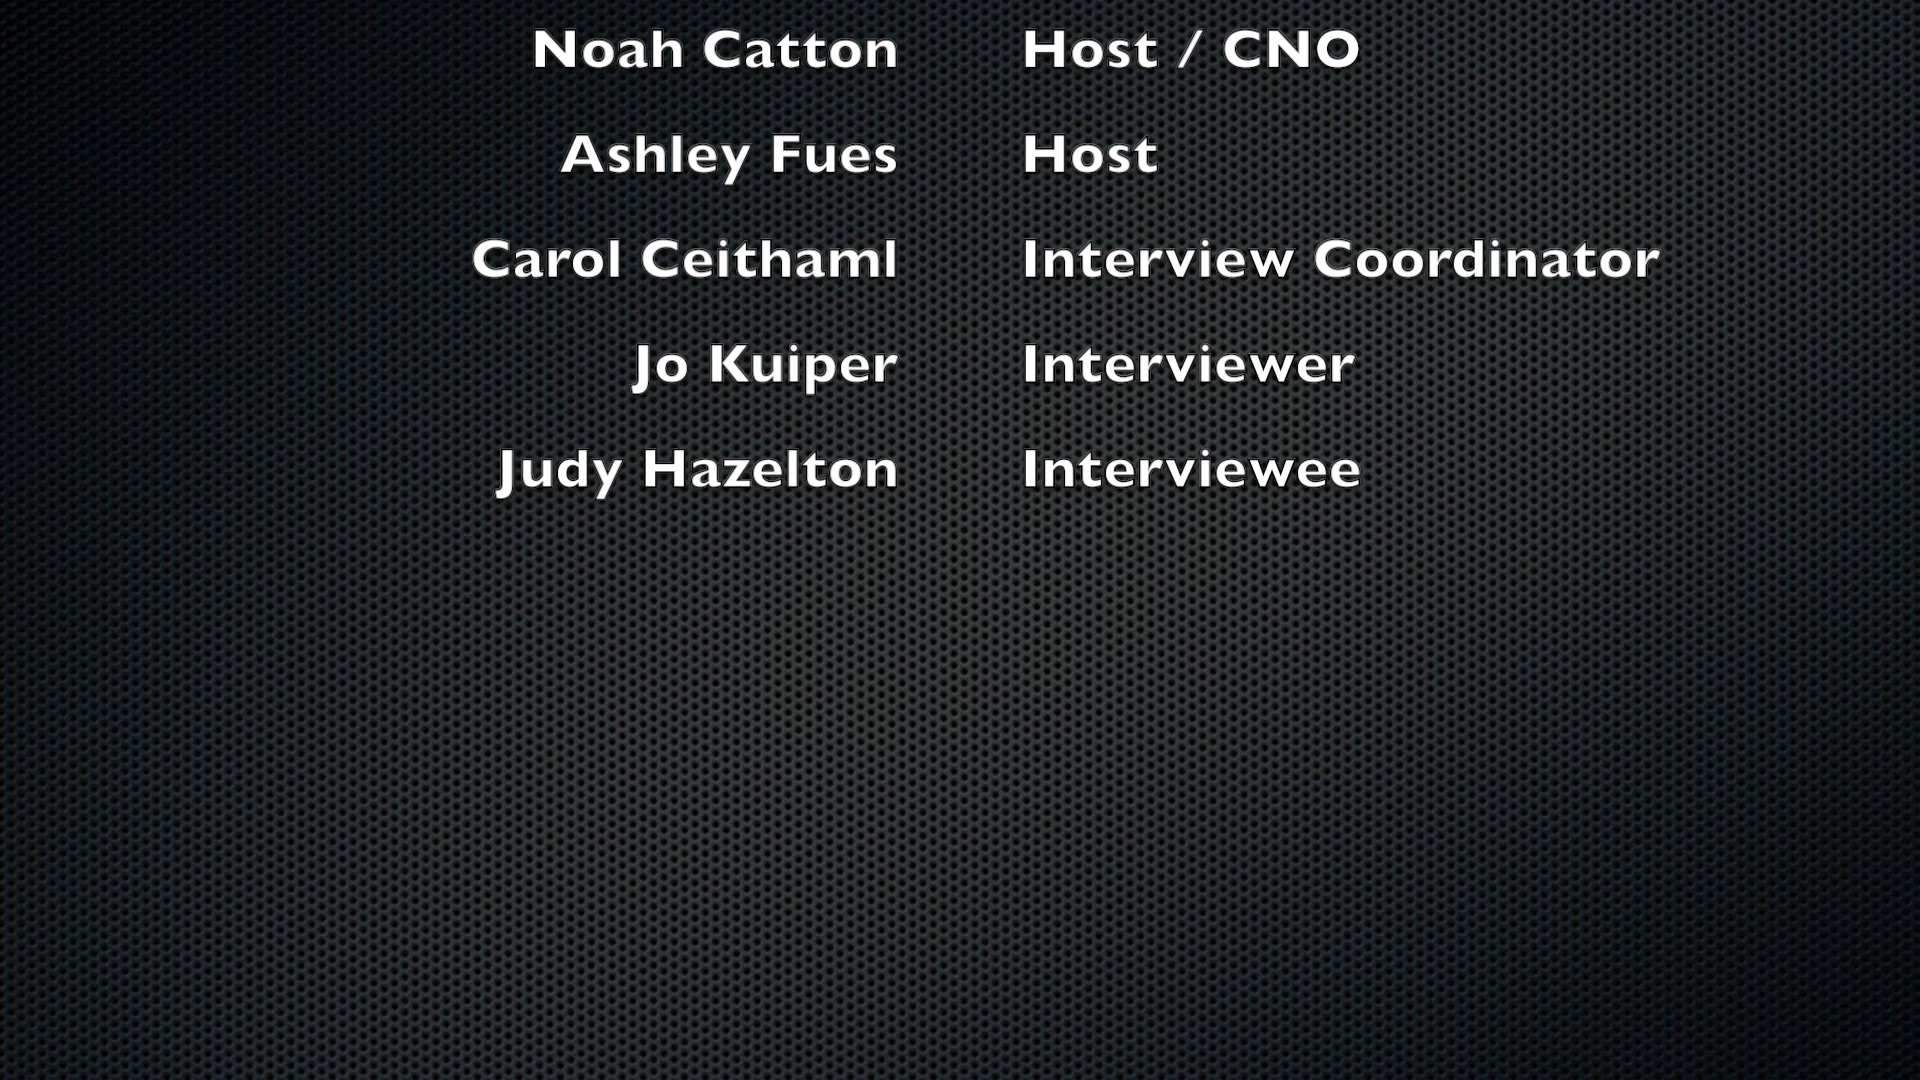 Noah Catton Host / CNO
Ashley Fues Host
Carol Ceithaml Interview Coordinator
Jo Kuiper Interviewer
Judy Hazelton Interviewee